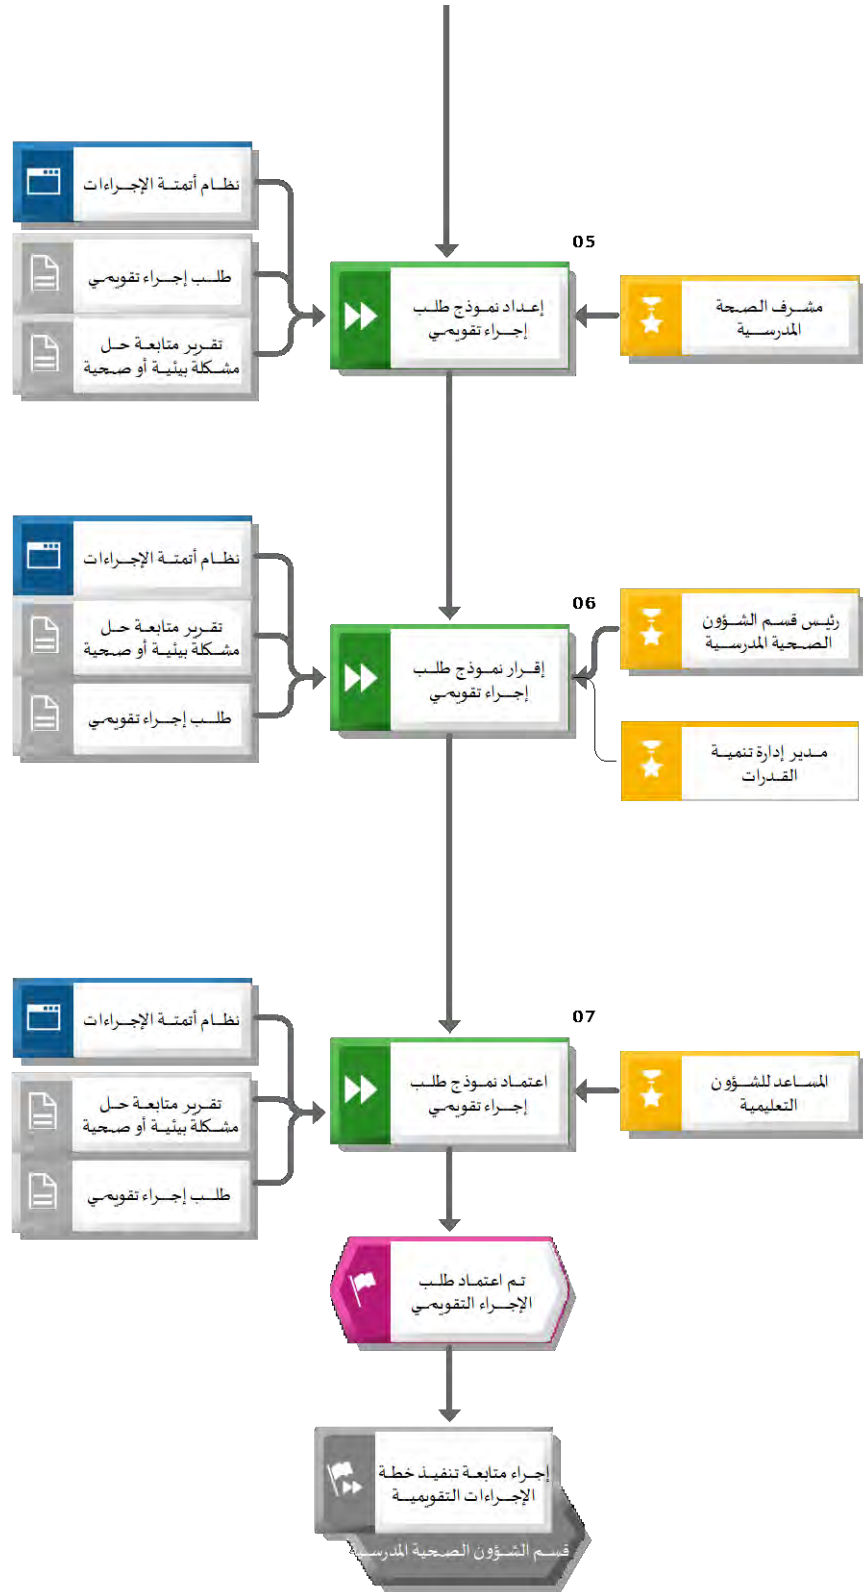 05
مشرف الصحة
المدرسية
إعداد نموذج طلب
إجراء تقويمي
نظام أتمتة الإجراءات
طلب إجراء تقويمي
تقرير متابعة حل
مشكلة بيئية أو صحية
06
رئيس قسم الشؤون
الصحية المدرسية
مدير إدارة تنمية
القدرات
إقرار نموذج طلب
إجراء تقويمي
نظام أتمتة الإجراءات
تقرير متابعة حل
مشكلة بيئية أو صحية
طلب إجراء تقويمي
07
المساعد للشؤون
التعليمية
اعتماد نموذج طلب
إجراء تقويمي
نظام أتمتة الإجراءات
تقرير متابعة حل
مشكلة بيئية أو صحية
طلب إجراء تقويمي
تم اعتماد طلب
الإجراء التقويمي
إجراء متابعة تنفيذ خطة
الإجراءات التقويمية
قسم الشؤون الصحية المدرسية